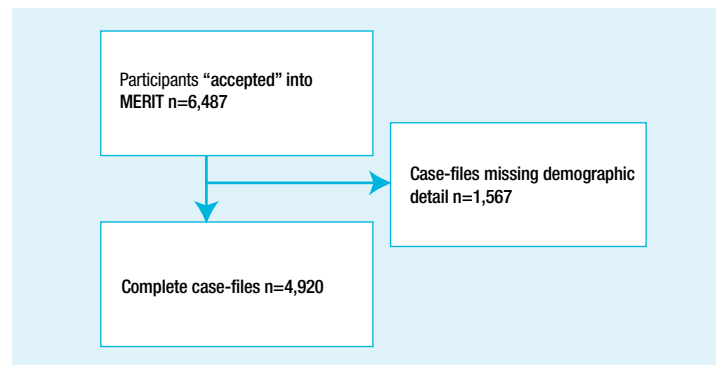 Participants “accepted” into
MERIT n=6,487
Case-files missing demographic
detail n=1,567
Complete case-files n=4,920